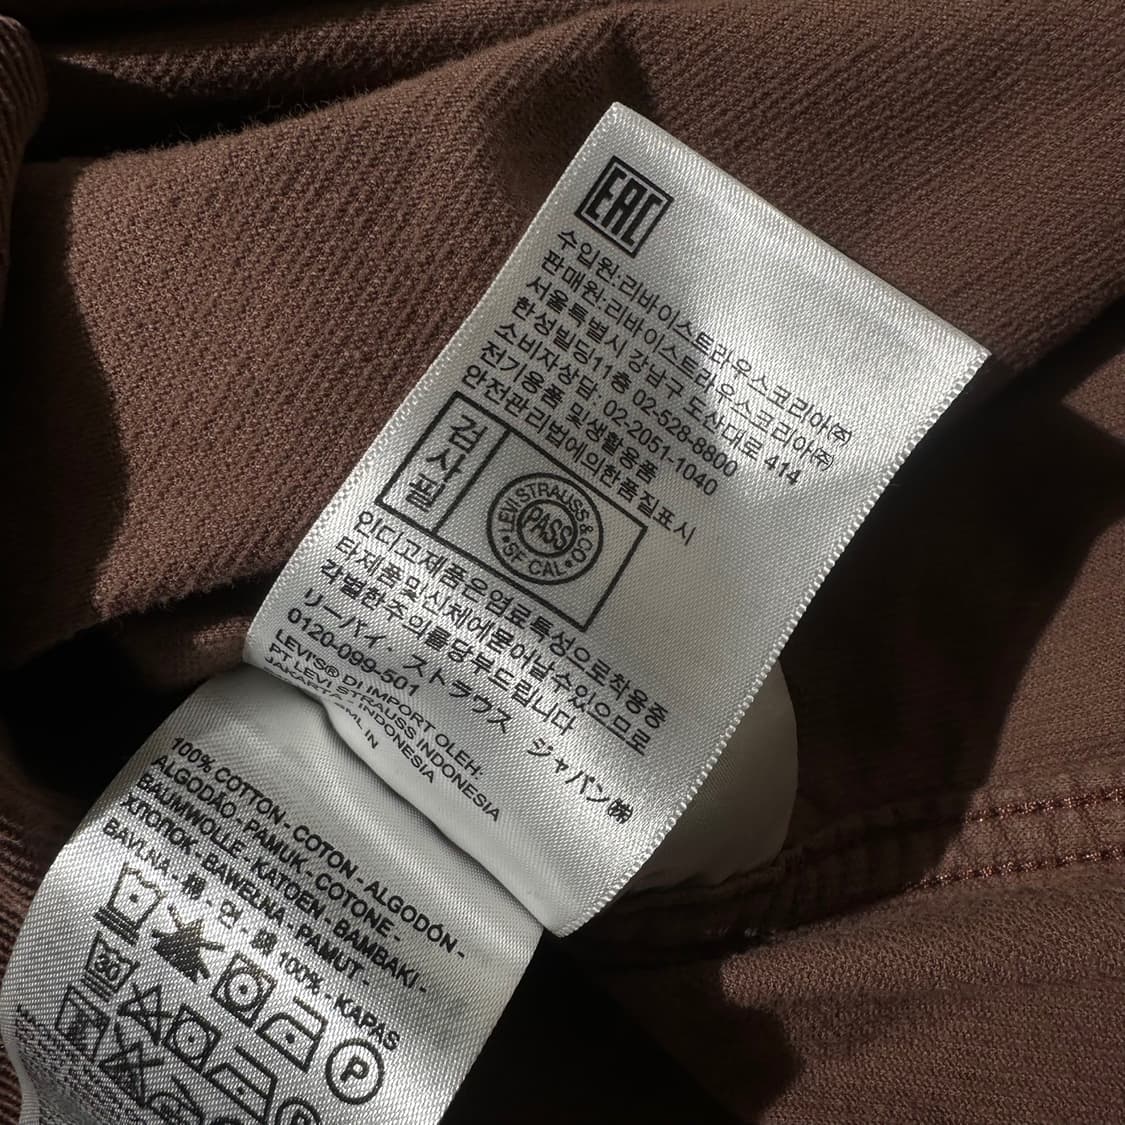 EAC
수입원:리바이스트라우스코리아㈜
판매원:리바이스트라우스코리아㈜
서울특별시 강남구 도산대로 414
한성빌딩11층 02-528-8800
소비자상담: 02-2051-1040
전기용품 및생활용품
안전관리법에의한품질표시
검사필
LEVI STRAUSS & CO
PASS
SF CAL
인디고제품은염료특성으로착용중
타제품및신체에묻어날수있으므로
각별한주의를당부드립니다
リーバイ・ストラウス ジャパン㈱
0120-099-501
LEVI'S® DI IMPORT OLEH:
PT LEVI STRAUSS INDONESIA
JAKARTA - INDONESIA
IN
100% COTTON - COTON - ALGODÓN -
ALGODÃO - PAMUK - COTONE -
BAUMWOLLE - KATOEN - BAMBAKI -
ХЛОПОК - BAWEŁNA - PAMUT -
BAVLNA - 棉 - 면 - 綿 100% - KAPAS
30
P